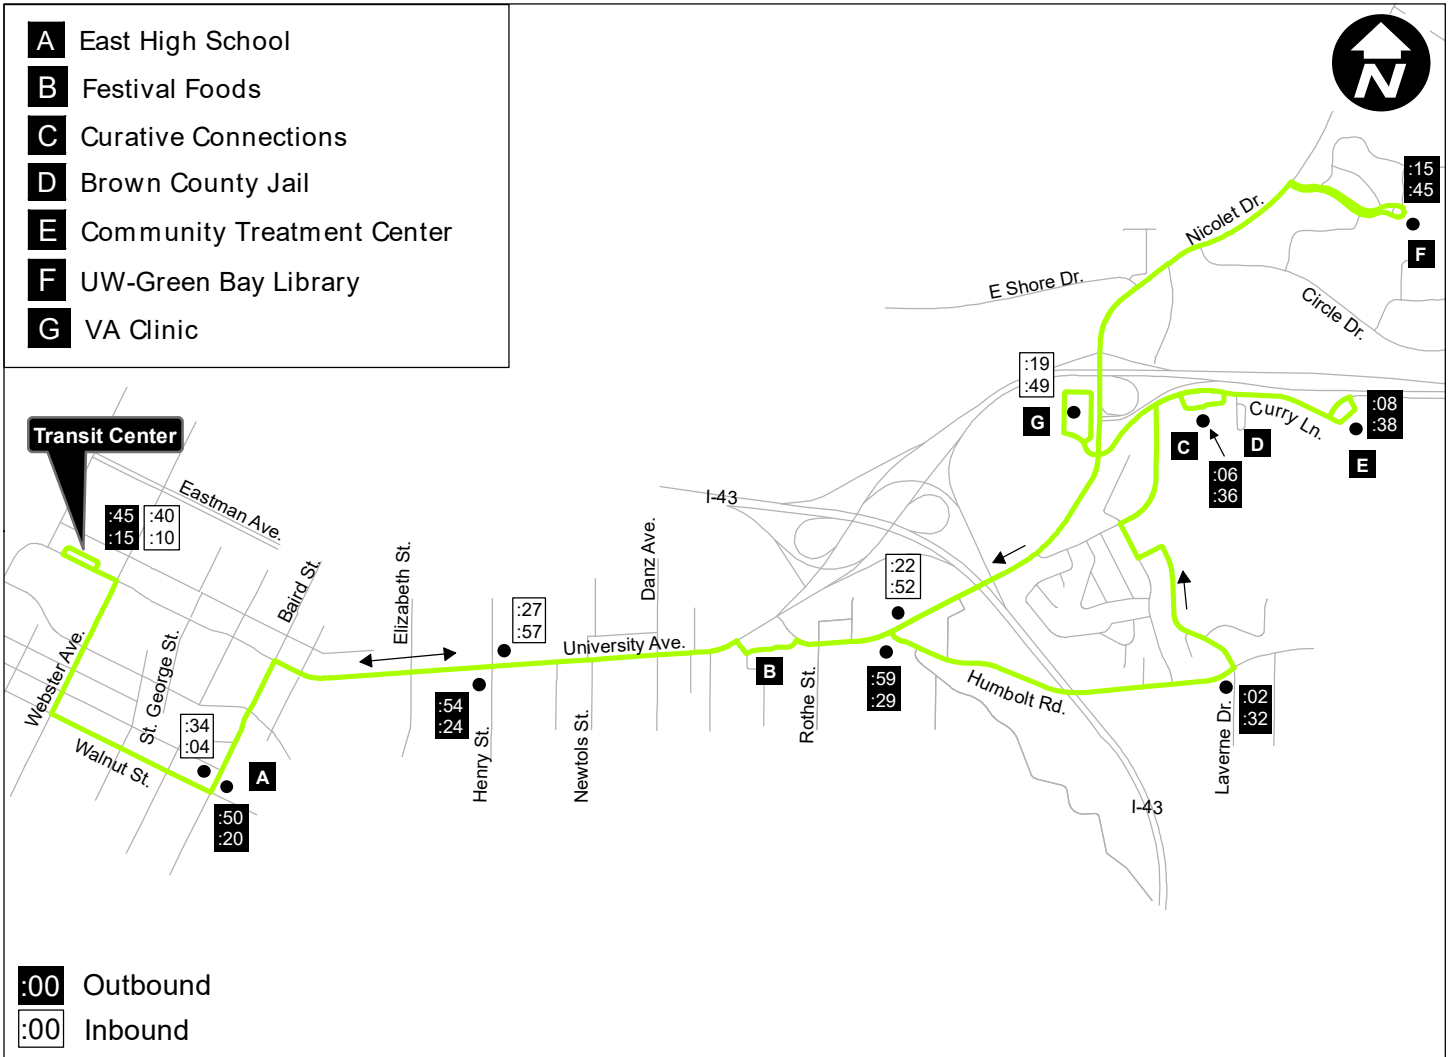 A East High School
B Festival Foods
C Curative Connections
D Brown County Jail
E Community Treatment Center
F UW-Green Bay Library
G VA Clinic
N
:15
:45
F
Nicolet Dr.
E Shore Dr.
Circle Dr.
:19
:49
G
C
D
Curry Ln.
:08
:38
E
:06
:36
Transit Center
:45
:15
:40
:10
Eastman Ave.
I-43
Baird St.
Elizabeth St.
Danz Ave.
:27
:57
:22
:52
University Ave.
B
Webster Ave.
St. George St.
:54
:24
Henry St.
Newtols St.
Rothe St.
:59
:29
Humbolt Rd.
Laverne Dr.
:02
:32
:34
:04
Walnut St.
A
:50
:20
I-43
:00 Outbound
:00 Inbound